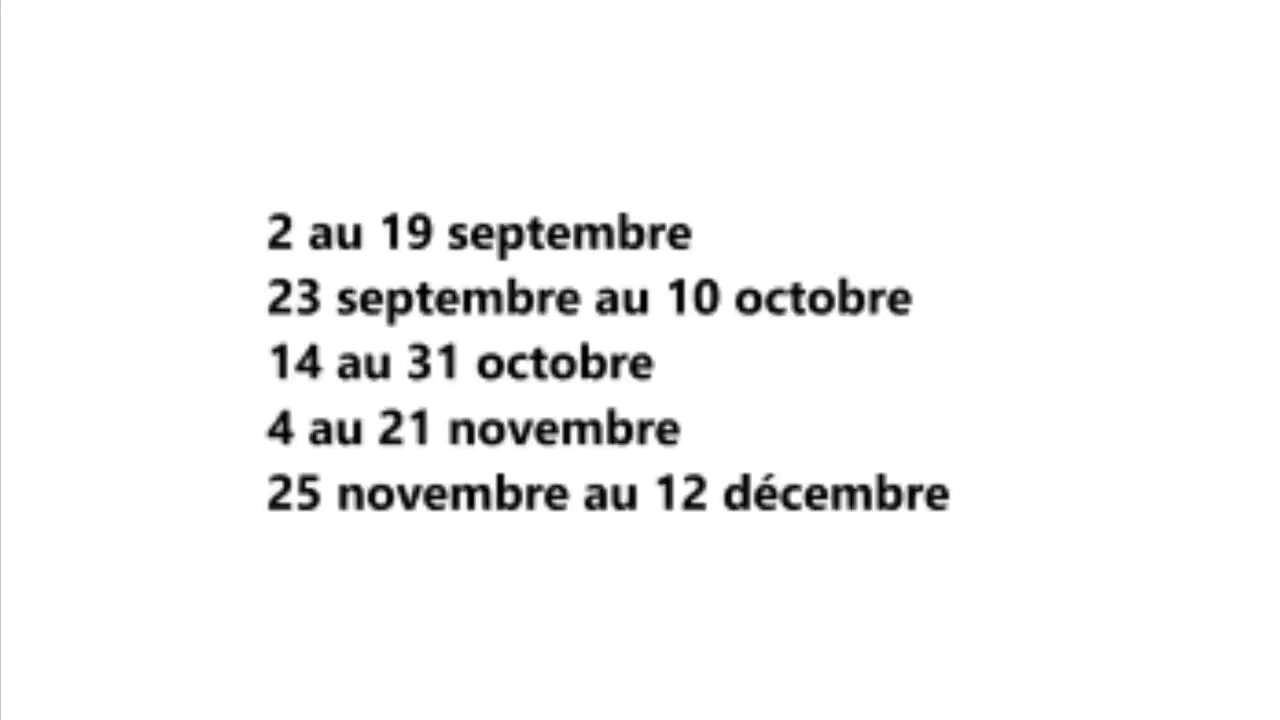 2 au 19 septembre
23 septembre au 10 octobre
14 au 31 octobre
4 au 21 novembre
25 novembre au 12 décembre